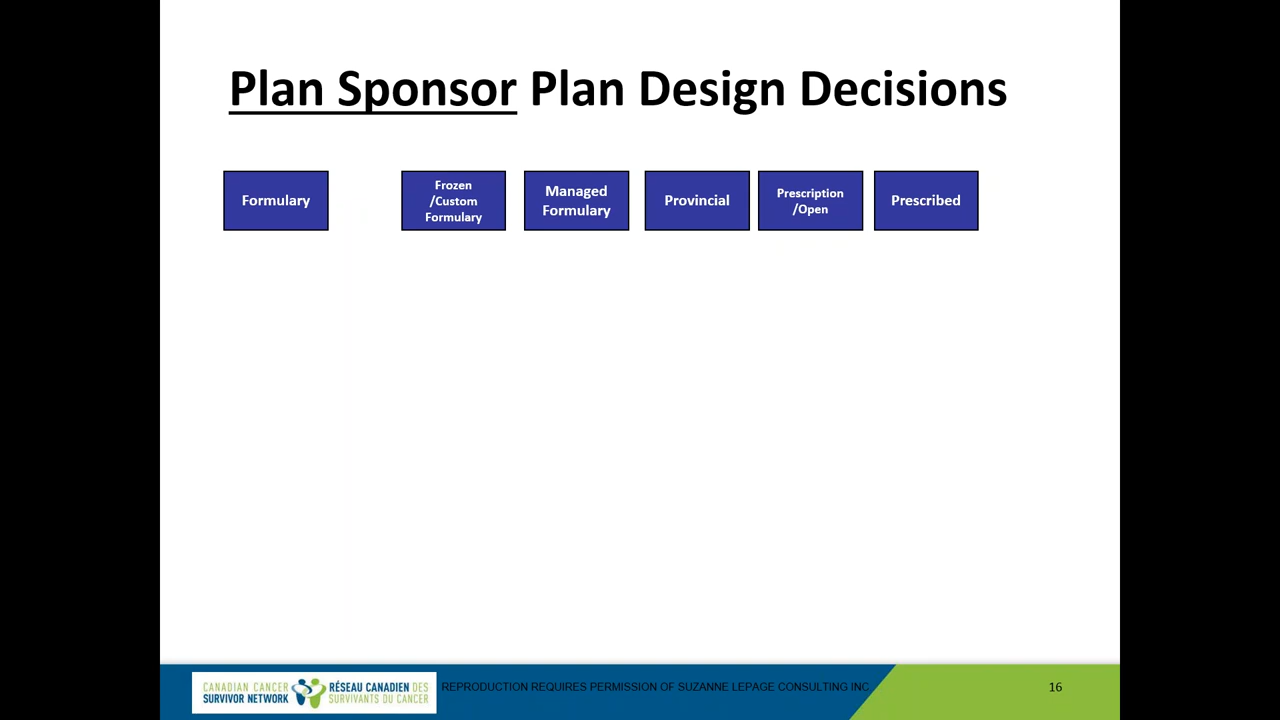 Plan Sponsor Plan Design Decisions
Formulary
Frozen
/Custom
Formulary
Managed
Formulary
Provincial
Prescription
/Open
Prescribed
CANADIAN CANCER
SURVIVOR NETWORK
RÉSEAU CANADIEN DES
SURVIVANTS DU CANCER
REPRODUCTION REQUIRES PERMISSION OF SUZANNE LEPAGE CONSULTING INC.
16